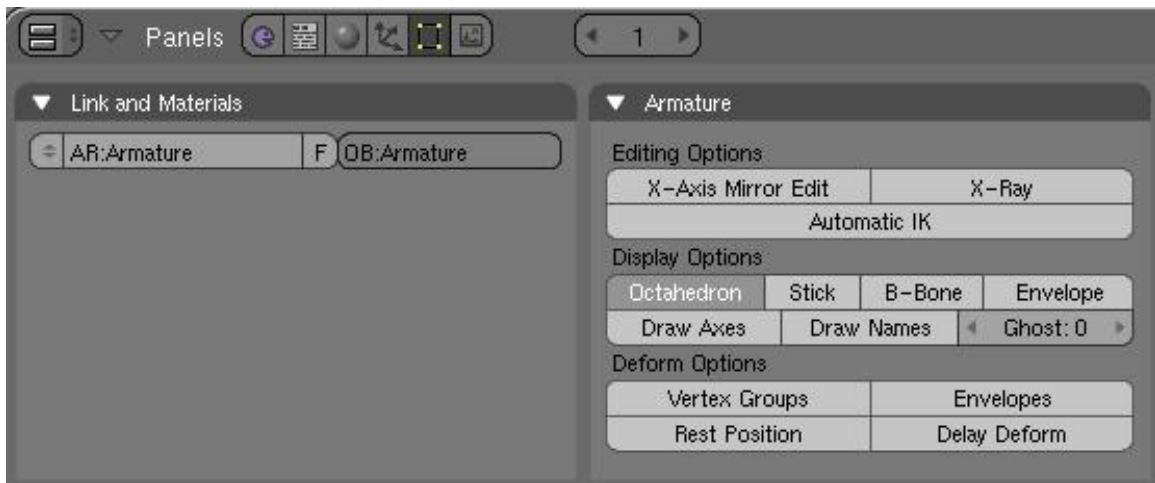 Panels 1
Link and Materials
AR:Armature F OB:Armature
Armature
Editing Options
X-Axis Mirror Edit X-Ray
Automatic IK
Display Options
Octahedron Stick B-Bone Envelope
Draw Axes Draw Names Ghost: 0
Deform Options
Vertex Groups Envelopes
Rest Position Delay Deform